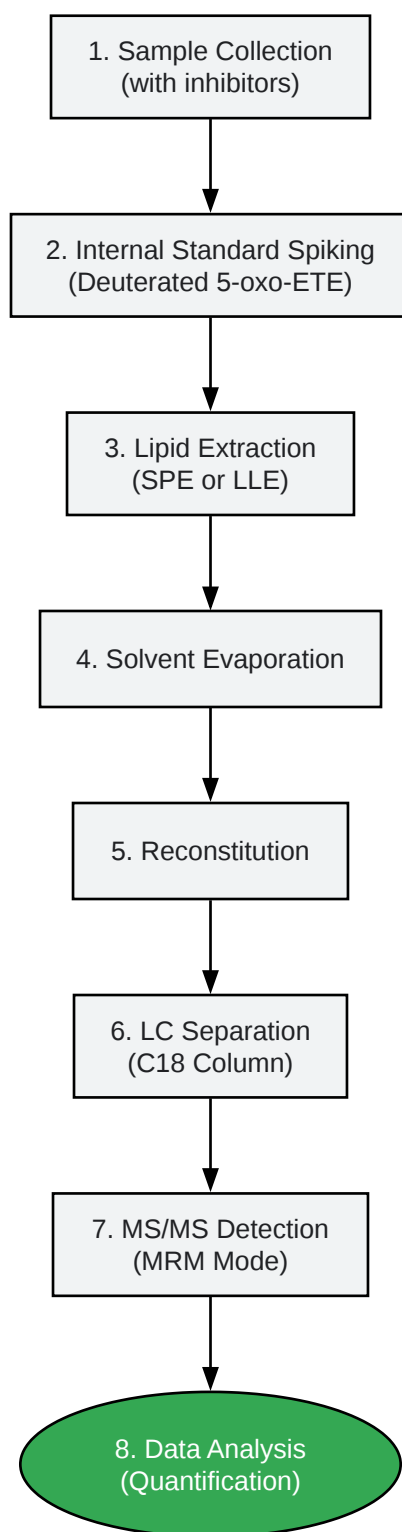 1. Sample Collection
(with inhibitors)
2. Internal Standard Spiking
(Deuterated 5-oxo-ETE)
3. Lipid Extraction
(SPE or LLE)
4. Solvent Evaporation
5. Reconstitution
6. LC Separation
(C18 Column)
7. MS/MS Detection
(MRM Mode)
8. Data Analysis
(Quantification)